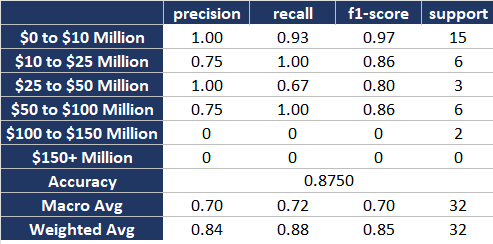 precision recall f1-score support
$0 to $10 Million 1.00 0.93 0.97 15
$10 to $25 Million 0.75 1.00 0.86 6
$25 to $50 Million 1.00 0.67 0.80 3
$50 to $100 Million 0.75 1.00 0.86 6
$100 to $150 Million 0 0 0 2
$150+ Million 0 0 0 0
Accuracy 0.8750
Macro Avg 0.70 0.72 0.70 32
Weighted Avg 0.84 0.88 0.85 32